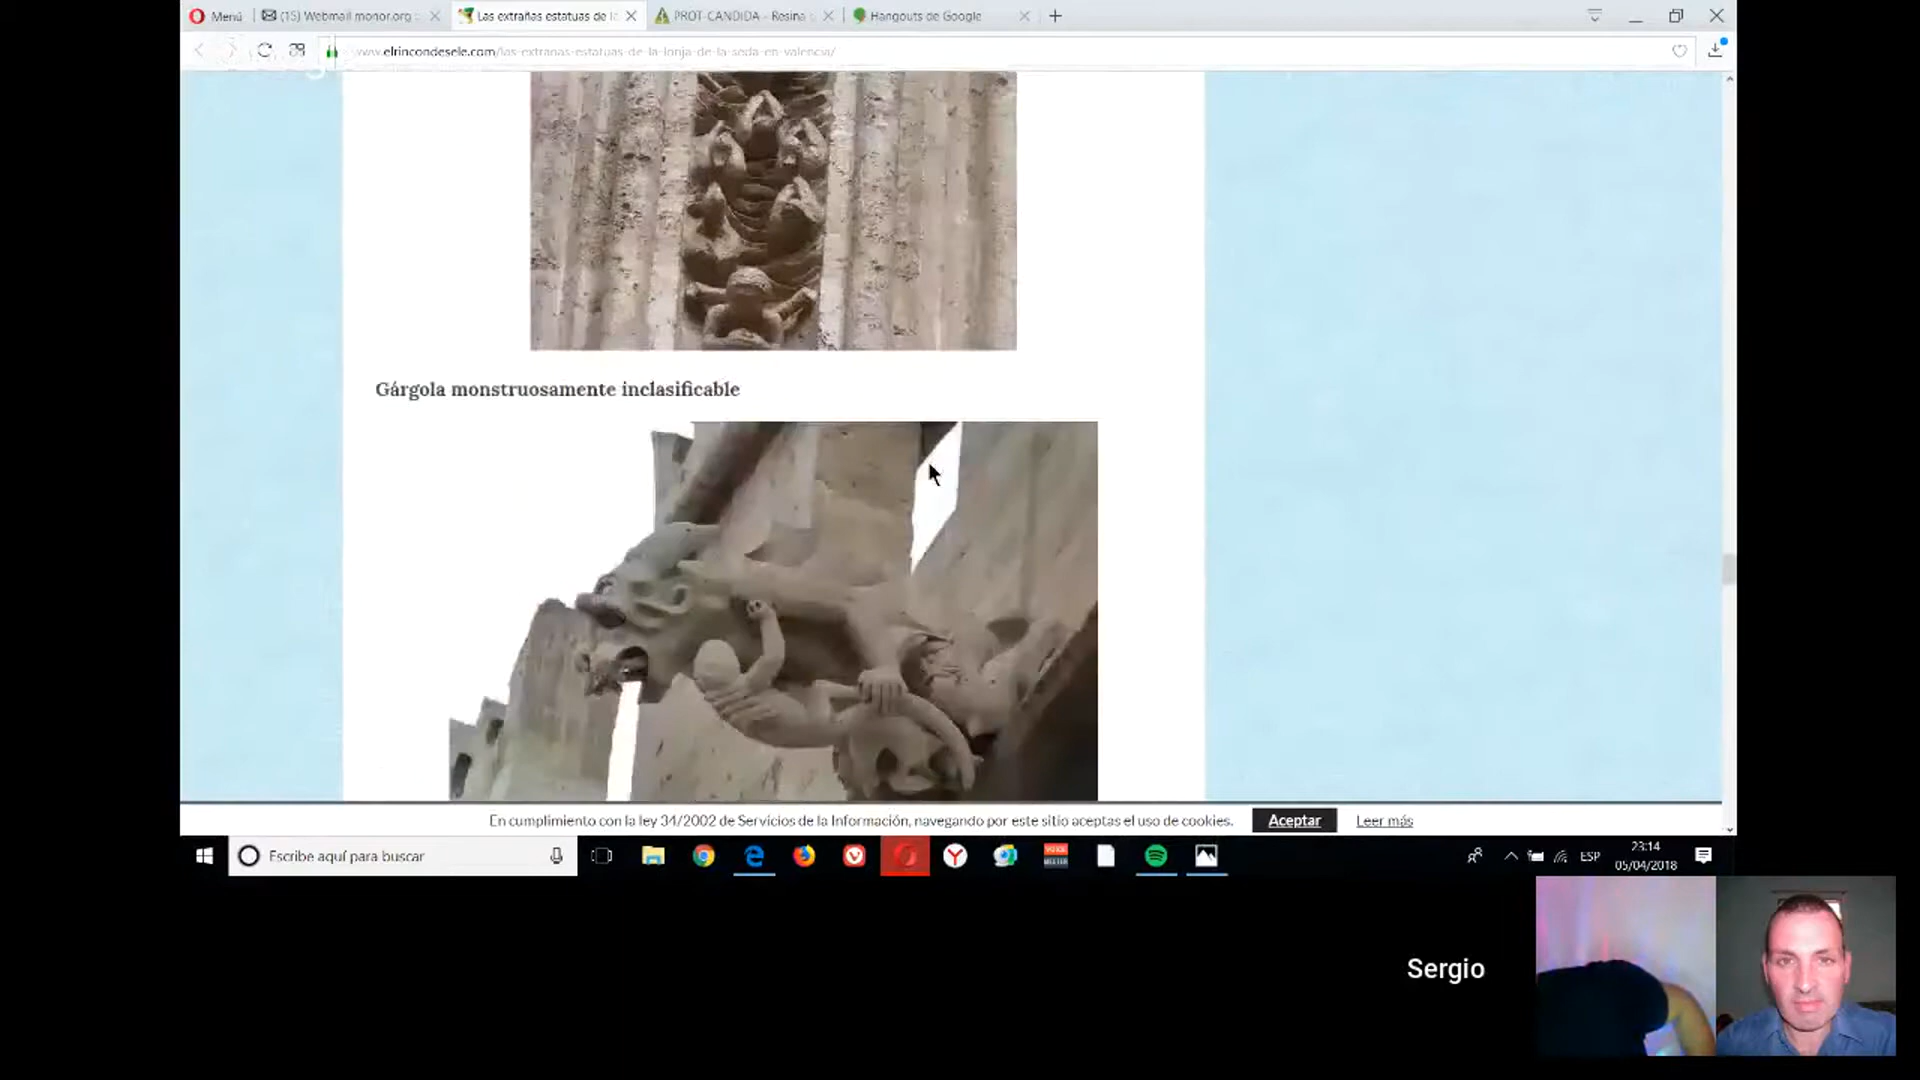 Menú
(15) Webmail monor.org
Las extrañas estatuas de l
PROT-CANDIDA - Resina
Hangouts de Google
www.elrincondesele.com/las-extranas-estatuas-de-la-lonja-de-la-seda-en-valencia/
Gárgola monstruosamente inclasificable
En cumplimiento con la ley 34/2002 de Servicios de la Información, navegando por este sitio aceptas el uso de cookies.
Aceptar
Leer más
Escribe aquí para buscar
ESP
23:14
05/04/2018
Sergio